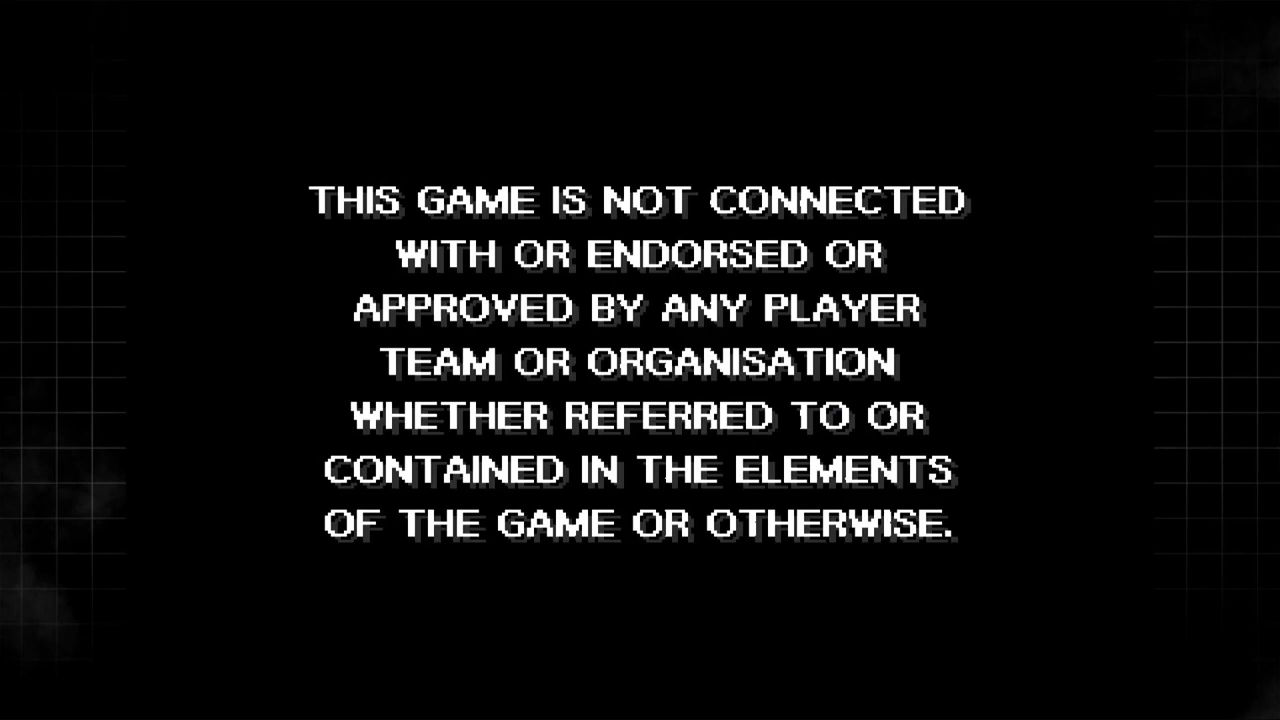 THIS GAME IS NOT CONNECTED
WITH OR ENDORSED OR
APPROVED BY ANY PLAYER
TEAM OR ORGANISATION
WHETHER REFERRED TO OR
CONTAINED IN THE ELEMENTS
OF THE GAME OR OTHERWISE.